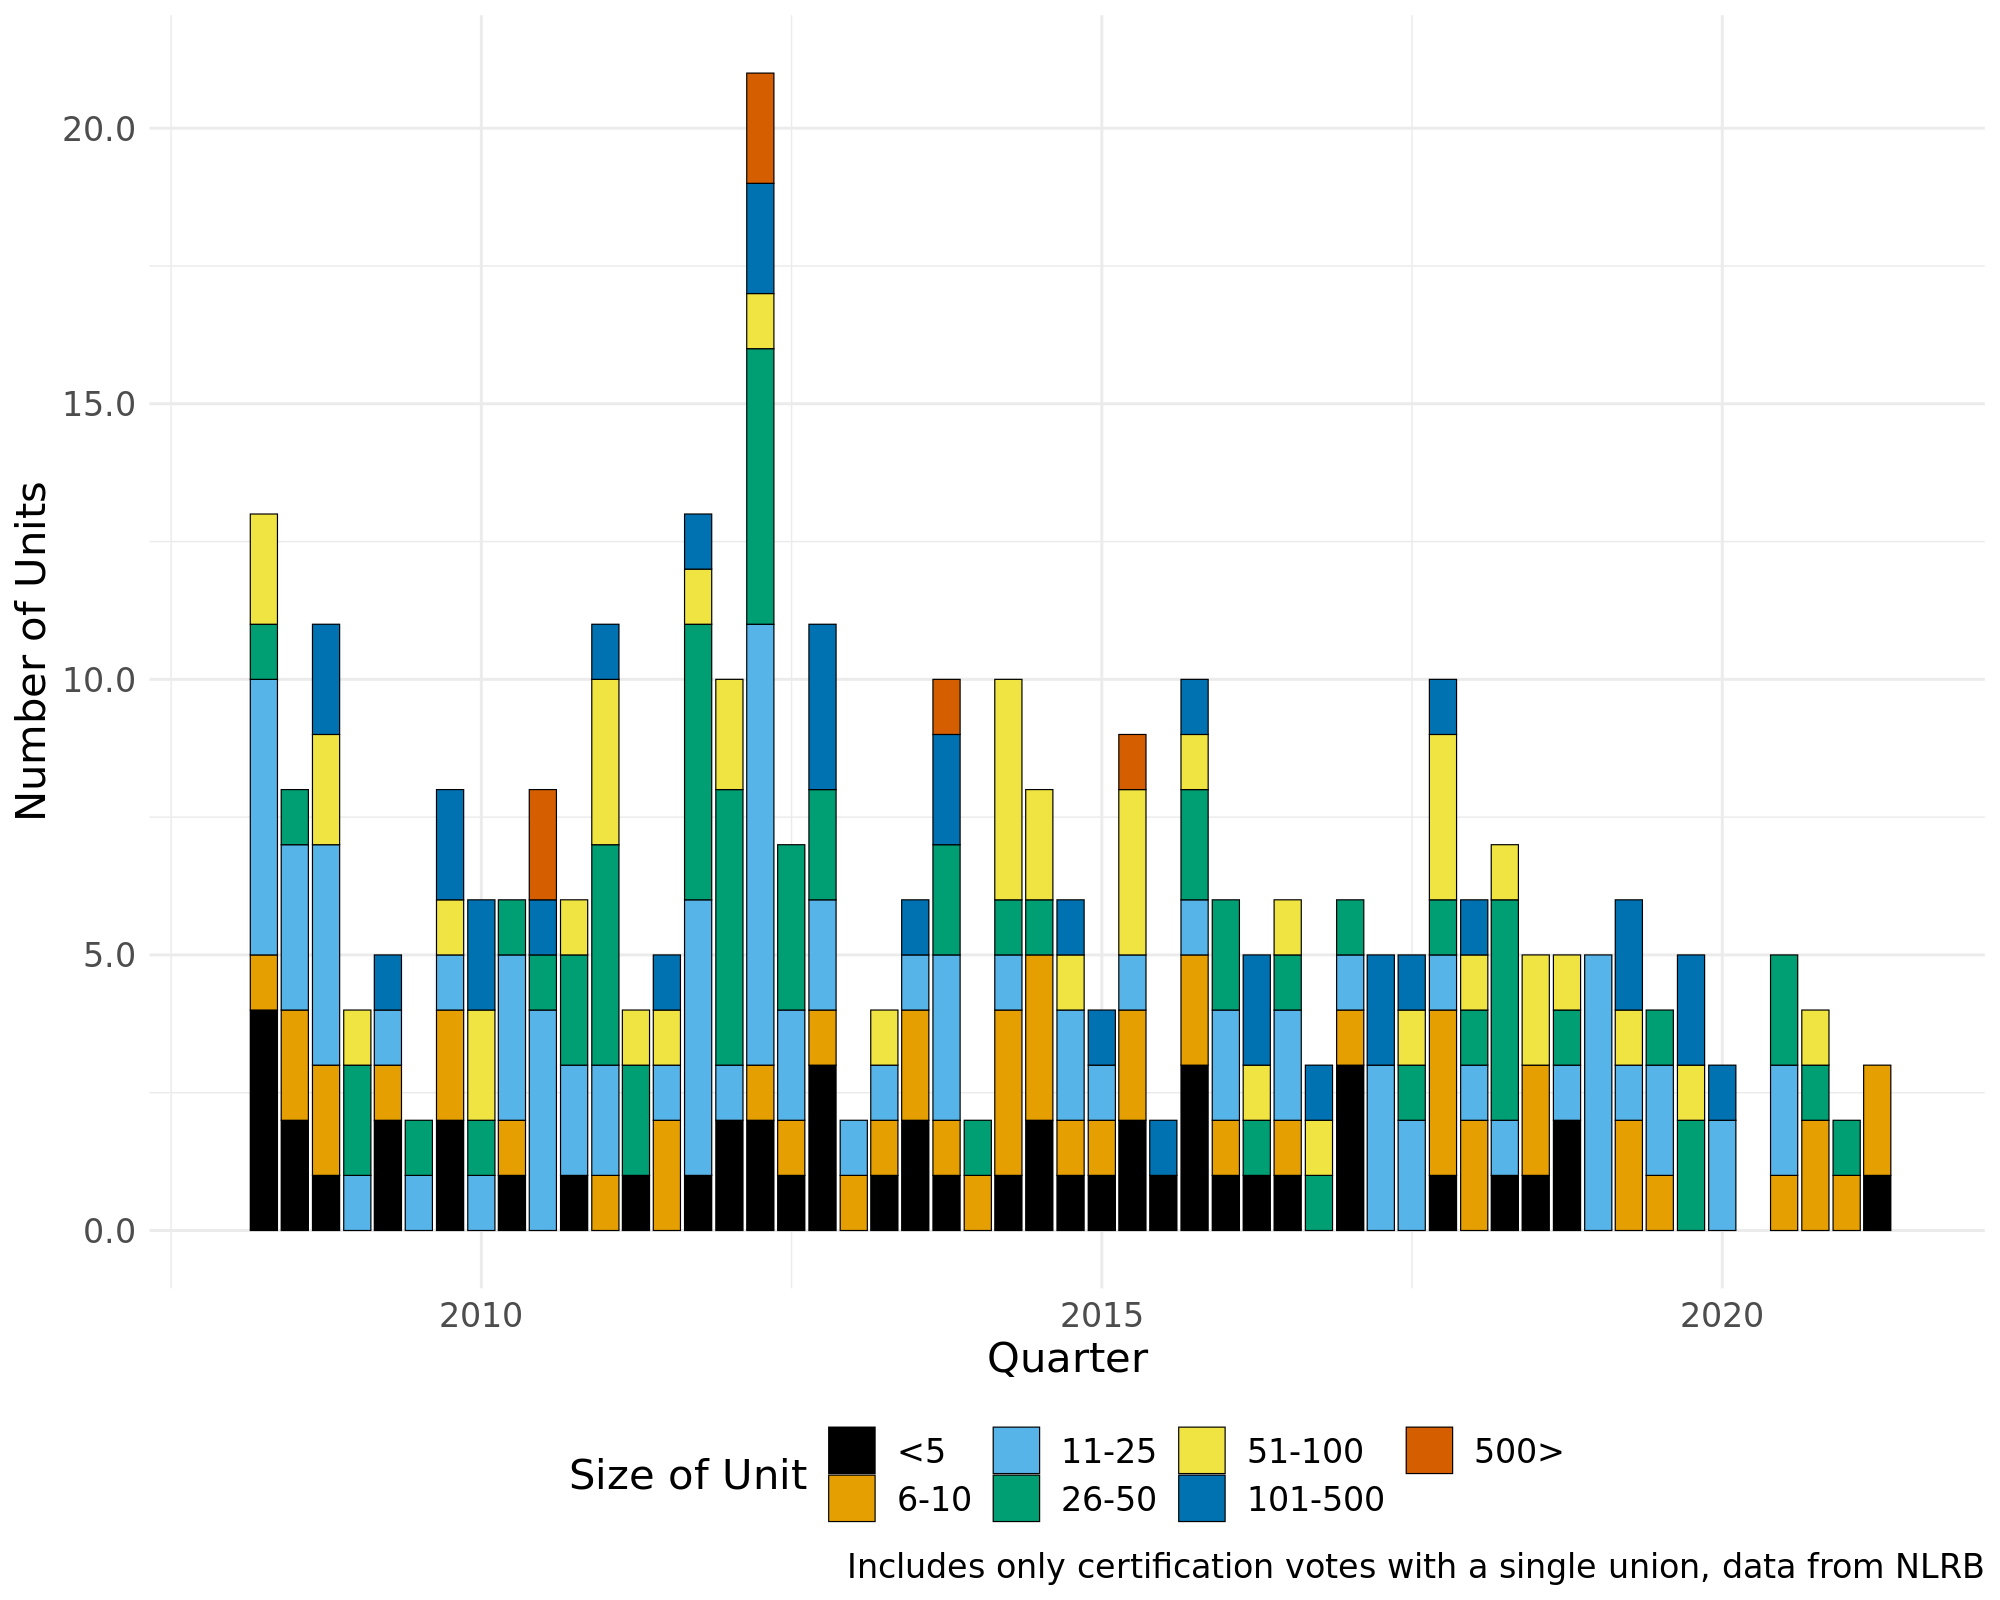 Number of Units
20.0
15.0
10.0
5.0
0.0
2010 2015 2020
Quarter
Size of Unit
<5 11-25 51-100 500>
6-10 26-50 101-500
Includes only certification votes with a single union, data from NLRB